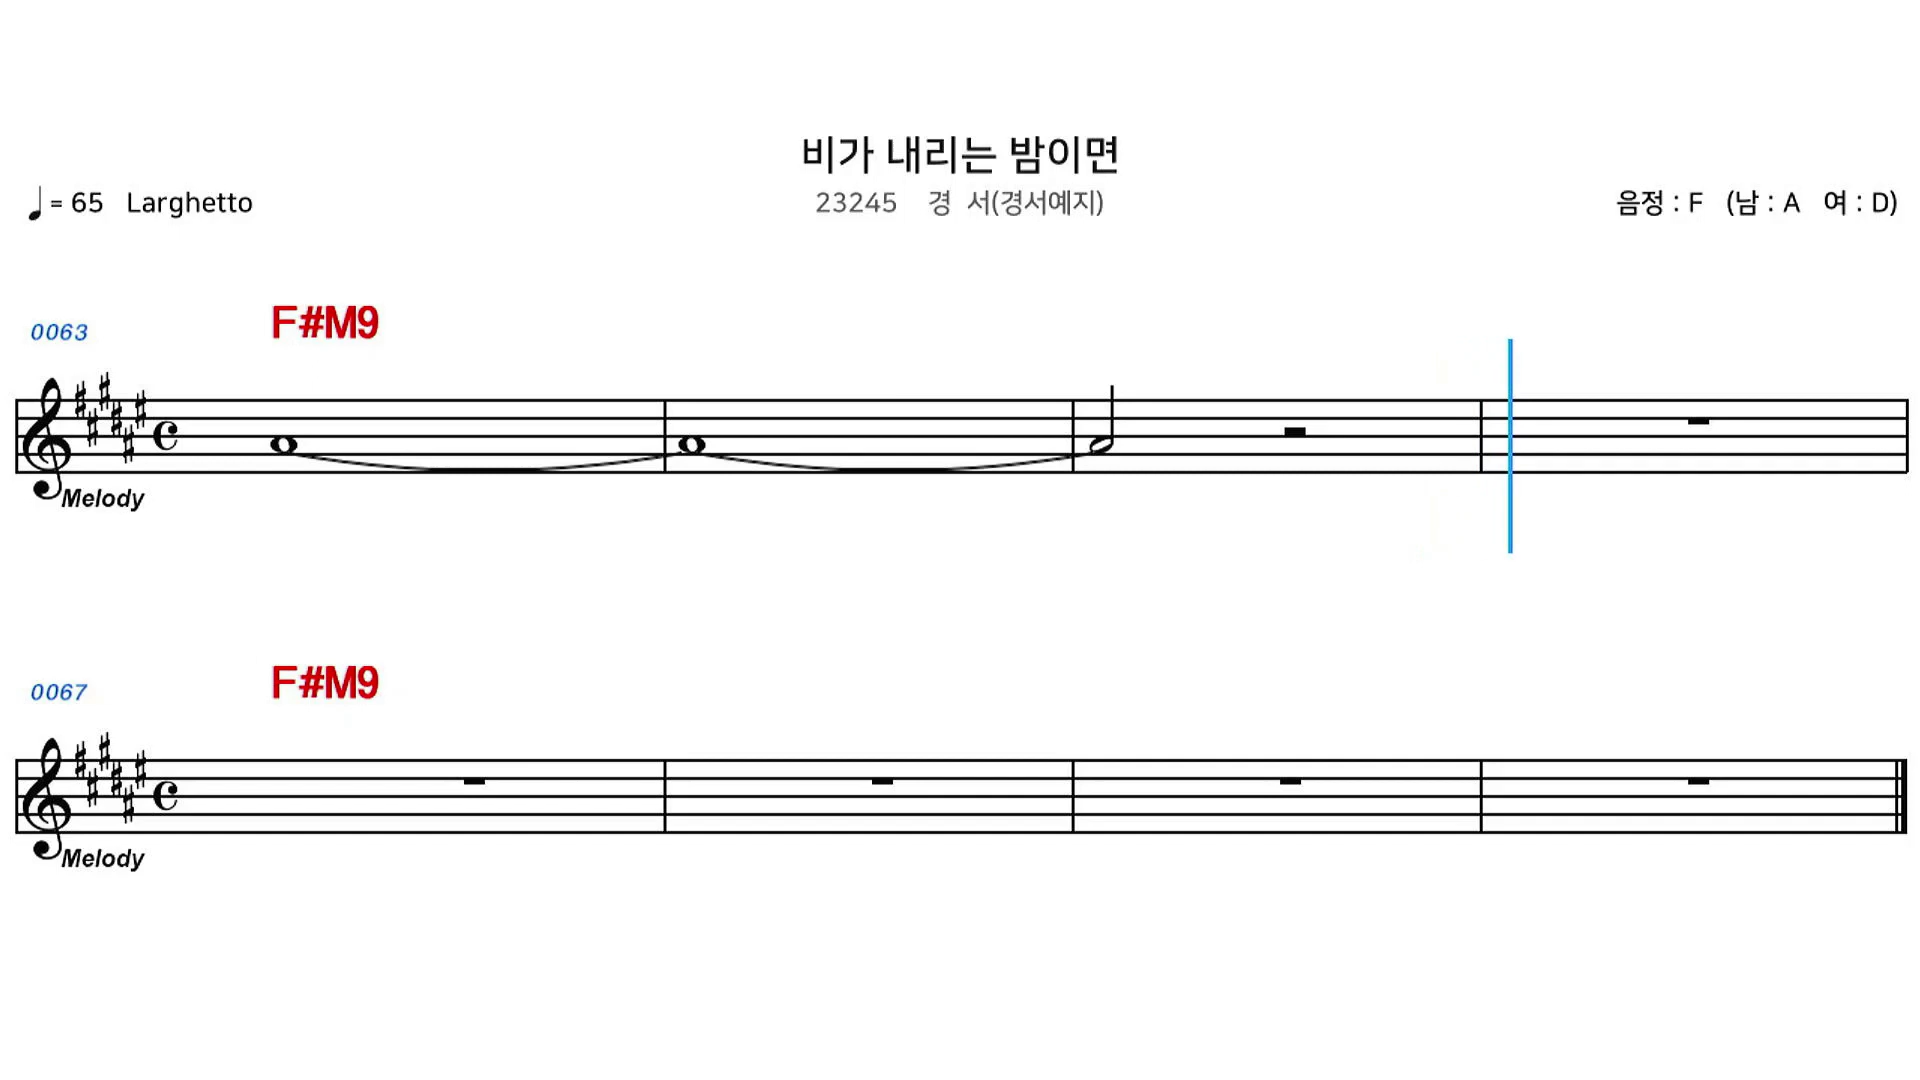 비가 내리는 밤이면
♩ = 65 Larghetto
23245 경 서(경서예지)
음정 : F (남 : A 여 : D)
0063 F#M9
Melody
0067 F#M9
Melody